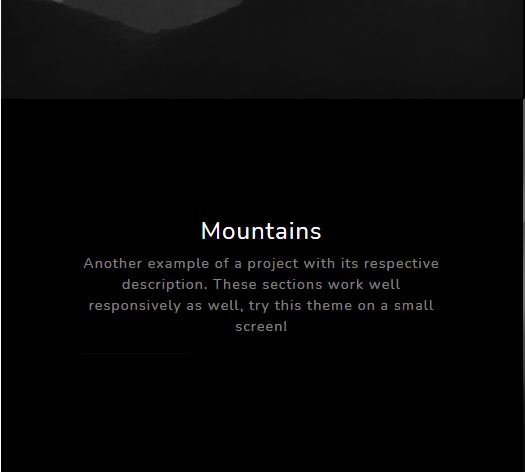 Mountains
Another example of a project with its respective
description. These sections work well
responsively as well, try this theme on a small
screen!